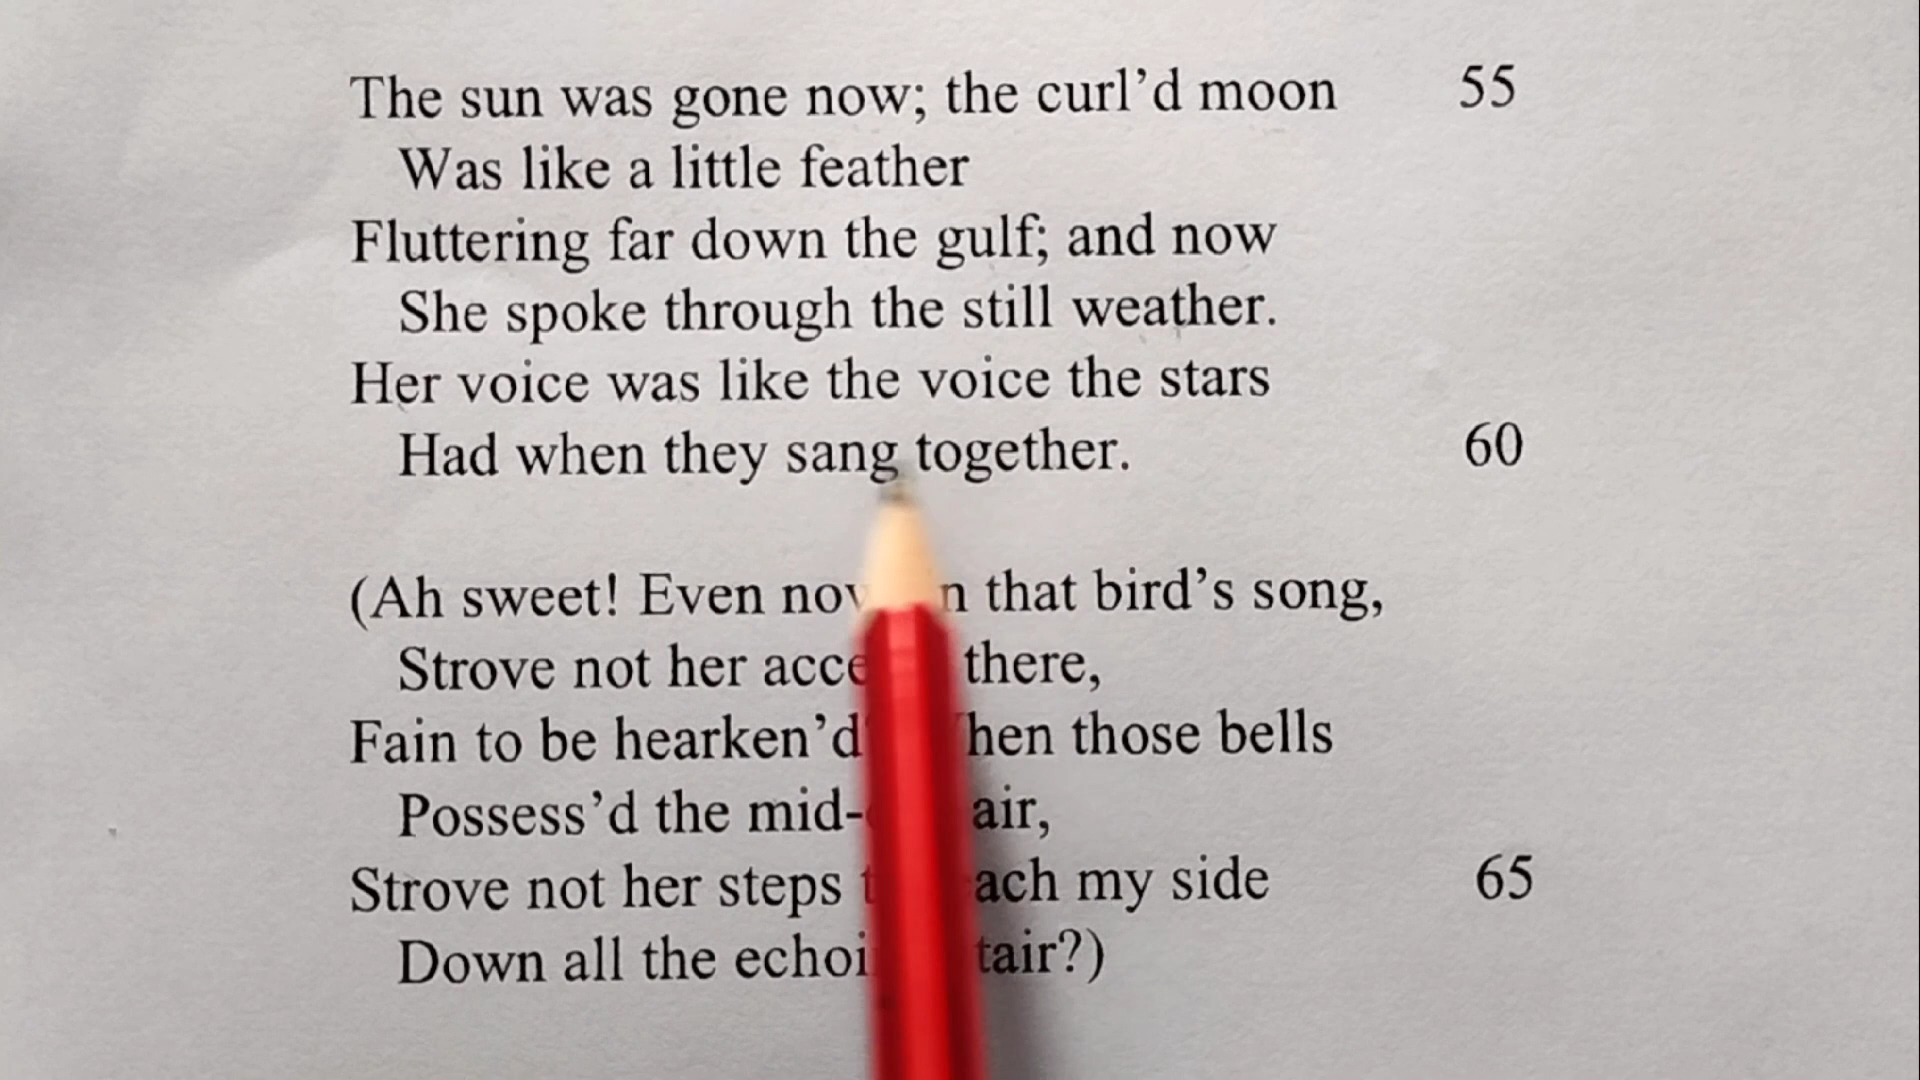 The sun was gone now; the curl’d moon 55
Was like a little feather
Fluttering far down the gulf; and now
She spoke through the still weather.
Her voice was like the voice the stars
Had when they sang together. 60
(Ah sweet! Even that bird’s song,
Strove not her there,
Fain to be hearken’d those bells
Possess’d the air,
Strove not her steps my side 65
Down all the